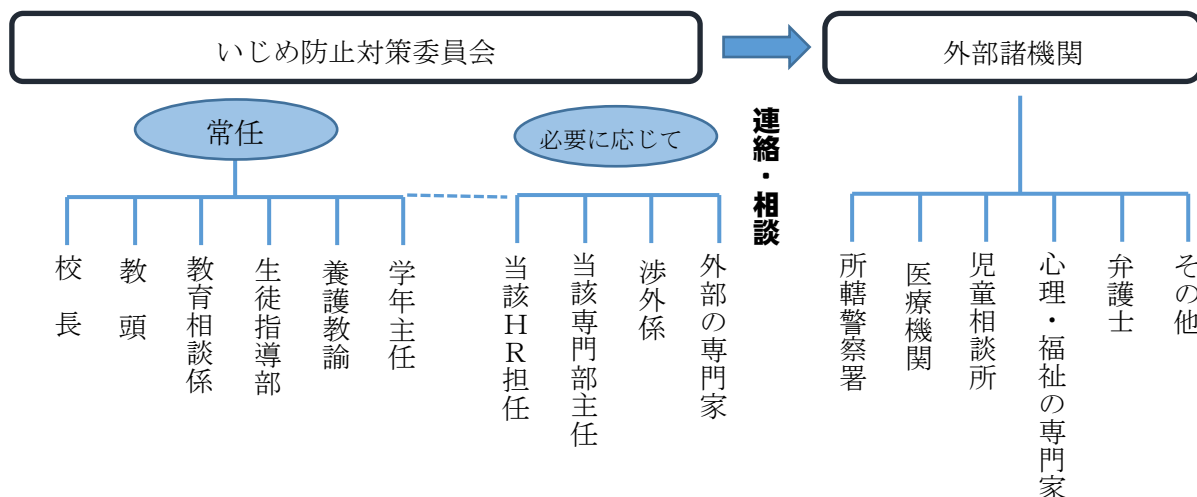 いじめ防止対策委員会
外部諸機関
常任
必要に応じて
連絡・相談
校長
教頭
教育相談係
生徒指導部
養護教諭
学年主任
当該ＨＲ担任
当該専門部主任
渉外係
外部の専門家
所轄警察署
医療機関
児童相談所
心理・福祉の専門家
弁護士
その他